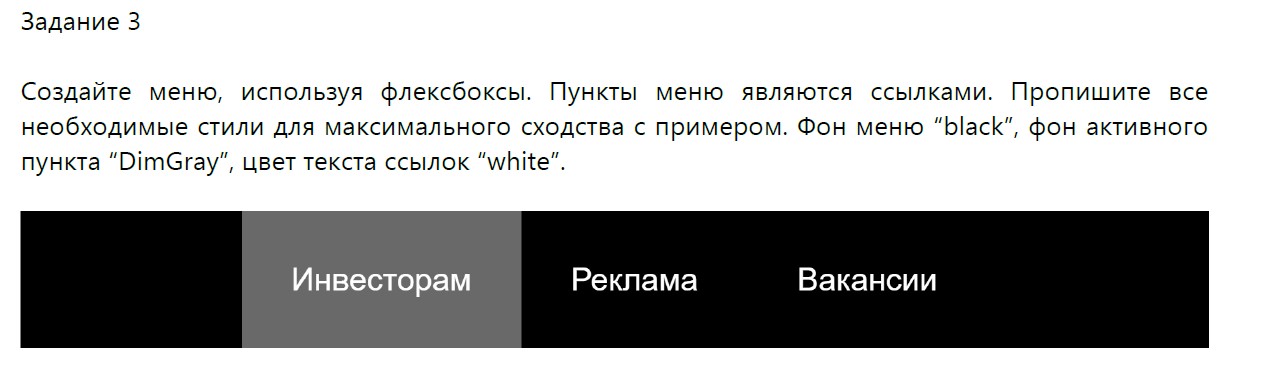 Задание 3
Создайте меню, используя флексбоксы. Пункты меню являются ссылками. Пропишите все
необходимые стили для максимального сходства с примером. Фон меню “black”, фон активного
пункта “DimGray”, цвет текста ссылок “white”.
Инвесторам Реклама Вакансии